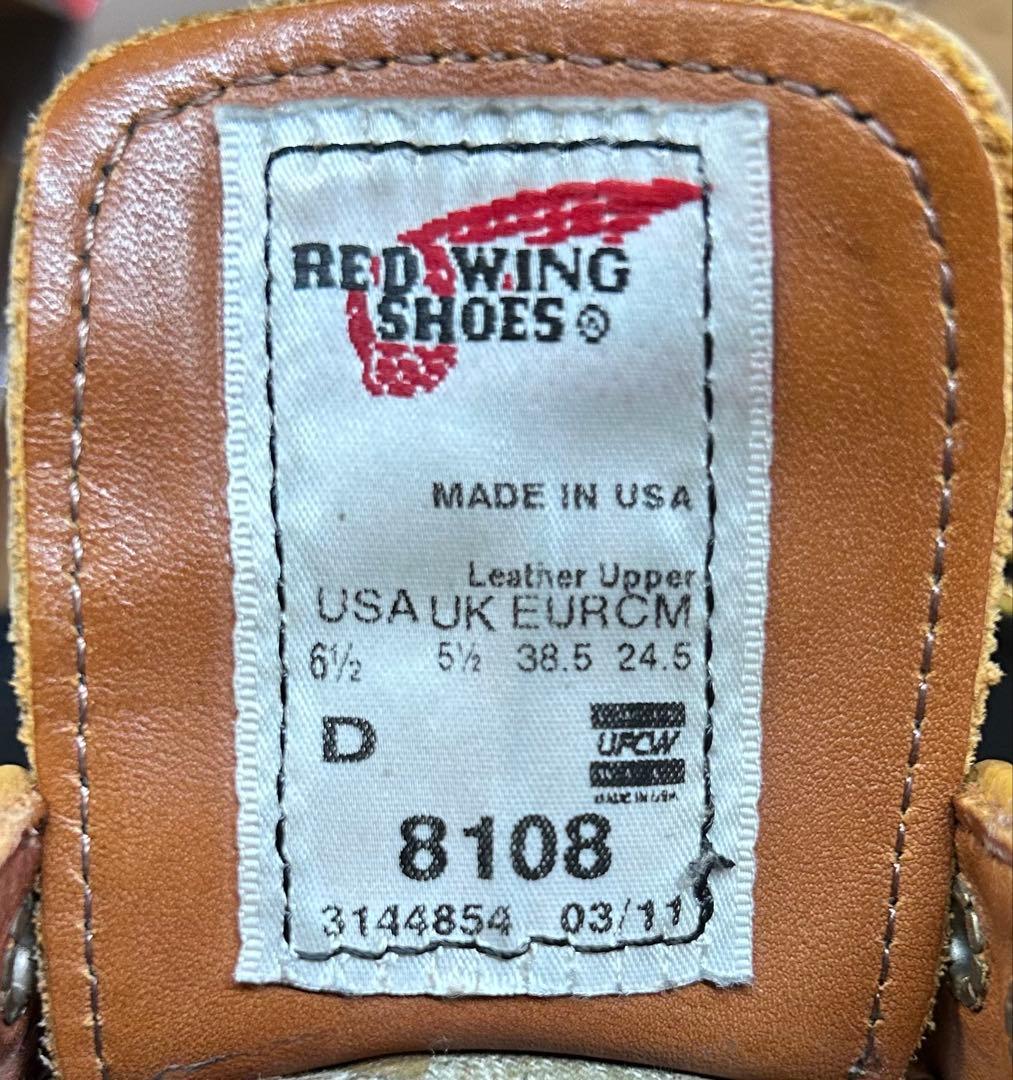 RED WING
SHOES ®
MADE IN USA
Leather Upper
USA UK EUR CM
6½ 5½ 38.5 24.5
D
UFCW
MADE IN USA
8108
3144854 03/11